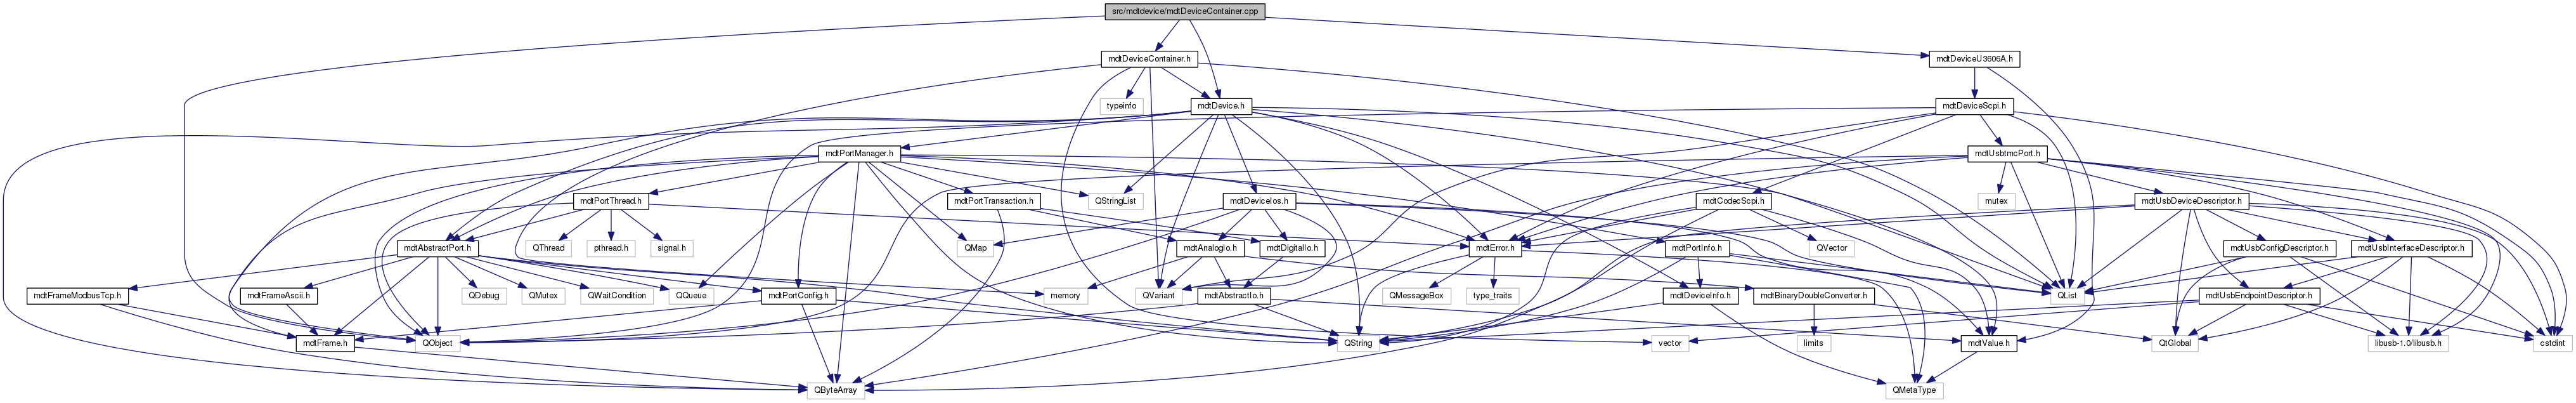 src/mdtdevice/mdtDeviceContainer.cpp
mdtDeviceContainer.h
mdtDeviceU3606A.h
typeinfo
mdtDevice.h
mdtDeviceScpi.h
mdtPortManager.h
mdtUsbtmcPort.h
mdtPortThread.h
mdtPortTransaction.h
QStringList
mdtDeviceIos.h
mutex
mdtCodecScpi.h
mdtUsbDeviceDescriptor.h
mdtAbstractPort.h
QThread
pthread.h
signal.h
QMap
mdtAnalogIo.h
mdtDigitalIo.h
mdtError.h
mdtPortInfo.h
QVector
mdtUsbConfigDescriptor.h
mdtUsbInterfaceDescriptor.h
mdtFrameModbusTcp.h
mdtFrameAscii.h
QDebug
QMutex
QWaitCondition
QQueue
mdtPortConfig.h
memory
QVariant
mdtAbstractIo.h
QMessageBox
type_traits
mdtDeviceInfo.h
mdtBinaryDoubleConverter.h
QList
mdtUsbEndpointDescriptor.h
mdtFrame.h
QObject
QString
vector
limits
mdtValue.h
QtGlobal
libusb-1.0/libusb.h
cstdint
QByteArray
QMetaType